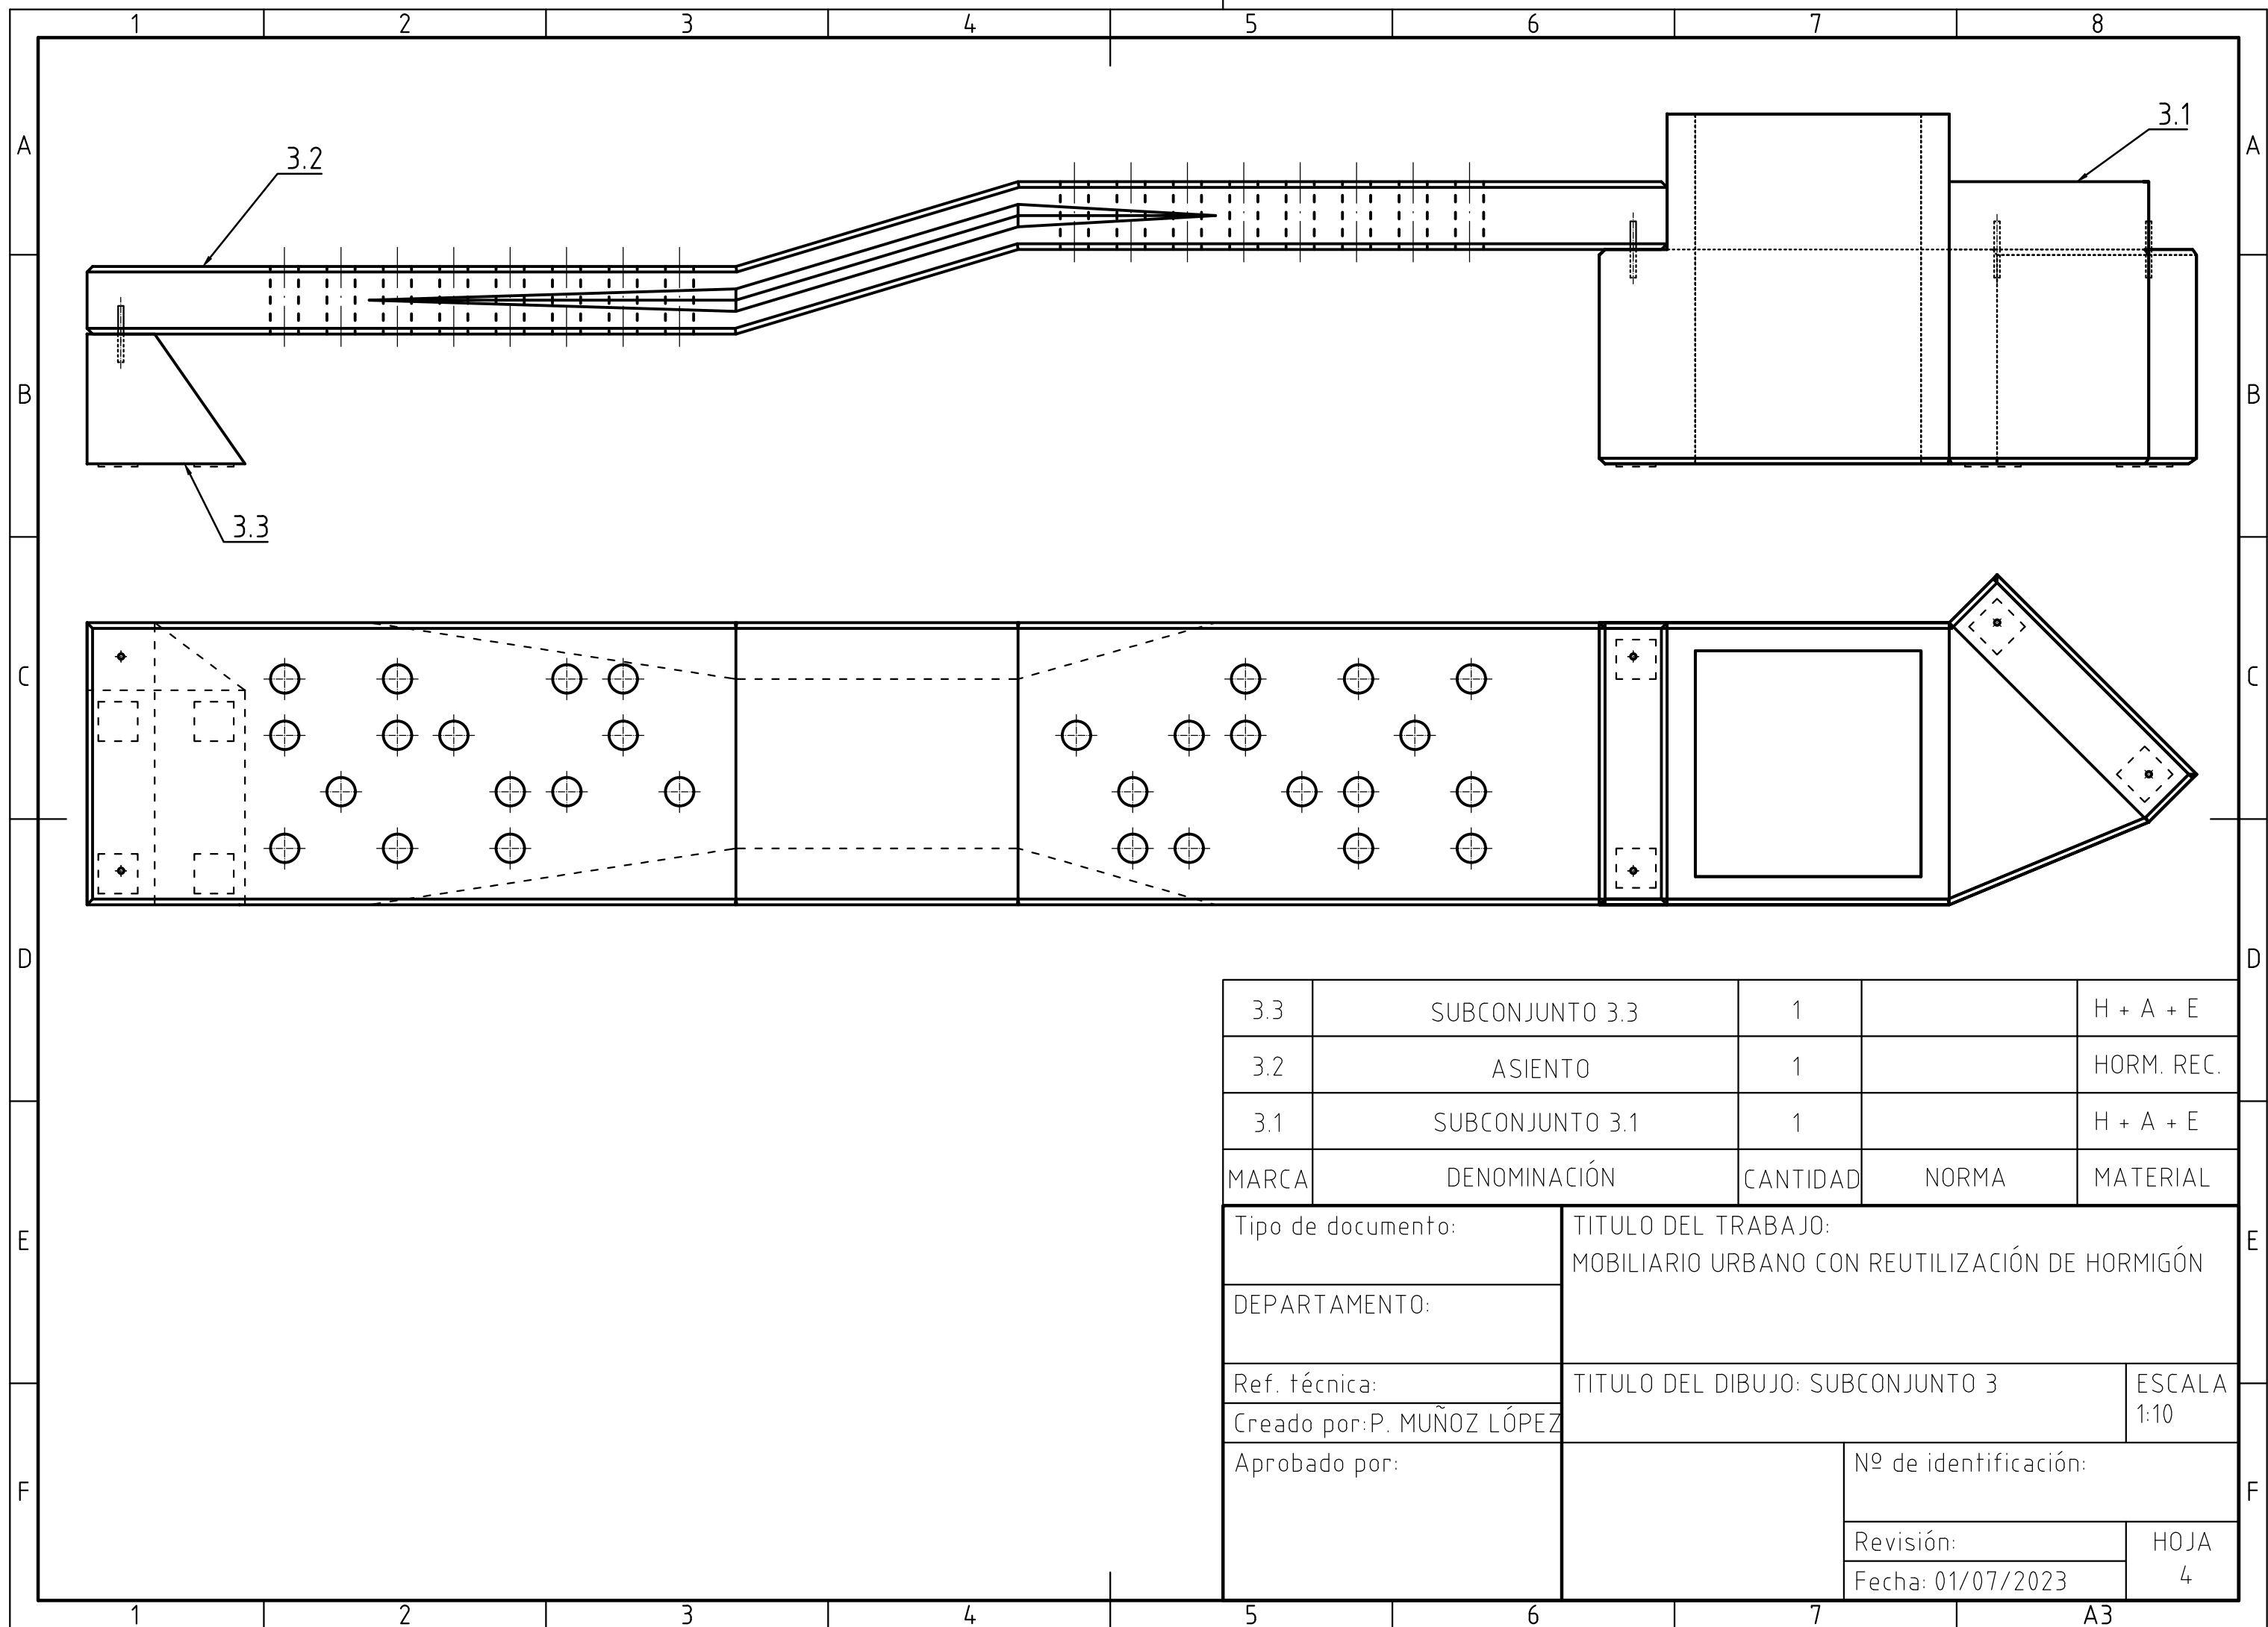 1 2 3 4 5 6 7 8
A A
3.1
3.2
B B
3.3
C C
D D
3.3 SUBCONJUNTO 3.3 1 H + A + E
3.2 ASIENTO 1 HORM. REC.
3.1 SUBCONJUNTO 3.1 1 H + A + E
MARCA DENOMINACIÓN CANTIDAD NORMA MATERIAL
E E
Tipo de documento:
TITULO DEL TRABAJO:
MOBILIARIO URBANO CON REUTILIZACIÓN DE HORMIGÓN
DEPARTAMENTO:
Ref. técnica:
TITULO DEL DIBUJO: SUBCONJUNTO 3
ESCALA
1:10
Creado por: P. MUÑOZ LÓPEZ
F F
Aprobado por:
Nº de identificación:
Revisión:
Fecha: 01/07/2023
HOJA
4
1 2 3 4 5 6 7 A3